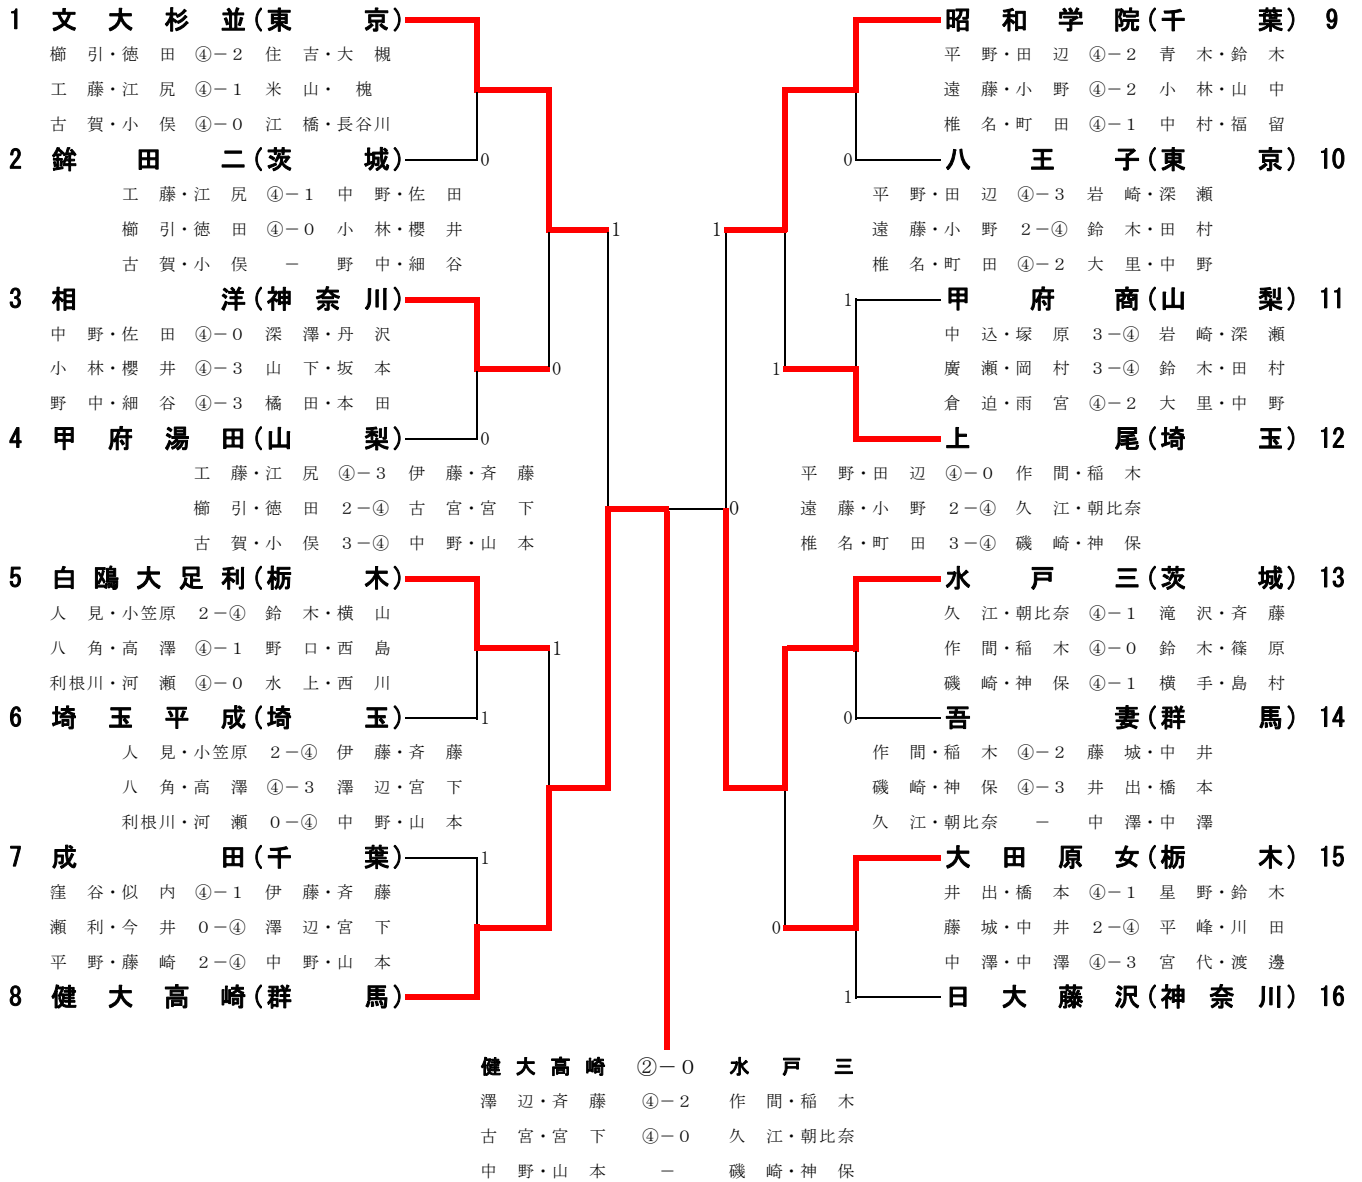 1 文大杉並(東京)
櫛引・徳田 ④－2 住吉・大槻
工藤・江尻 ④－1 米山・槐
古賀・小俣 ④－0 江橋・長谷川
2 鉾田二(茨城) 0
工藤・江尻 ④－1 中野・佐田
櫛引・徳田 ④－0 小林・櫻井
1
古賀・小俣 － 野中・細谷
3 相洋(神奈川)
中野・佐田 ④－0 深澤・丹沢
小林・櫻井 ④－3 山下・坂本
0
野中・細谷 ④－3 橘田・本田
4 甲府湯田(山梨) 0
工藤・江尻 ④－3 伊藤・斉藤
櫛引・徳田 2－④ 古宮・宮下
古賀・小俣 3－④ 中野・山本
5 白鴎大足利(栃木)
人見・小笠原 2－④ 鈴木・横山
八角・高澤 ④－1 野口・西島
1
利根川・河瀬 ④－0 水上・西川
6 埼玉平成(埼玉) 1
人見・小笠原 2－④ 伊藤・斉藤
八角・高澤 ④－3 澤辺・宮下
利根川・河瀬 0－④ 中野・山本
7 成田(千葉) 1
窪谷・似内 ④－1 伊藤・斉藤
瀬利・今井 0－④ 澤辺・宮下
平野・藤崎 2－④ 中野・山本
8 健大高崎(群馬)
昭和学院(千葉) 9
平野・田辺 ④－2 青木・鈴木
遠藤・小野 ④－2 小林・山中
椎名・町田 ④－1 中村・福留
0 八王子(東京) 10
平野・田辺 ④－3 岩崎・深瀬
遠藤・小野 2－④ 鈴木・田村
1
椎名・町田 ④－2 大里・中野
1 甲府商(山梨) 11
中込・塚原 3－④ 岩崎・深瀬
廣瀬・岡村 3－④ 鈴木・田村
1
倉迫・雨宮 ④－2 大里・中野
上尾(埼玉) 12
平野・田辺 ④－0 作間・稲木
遠藤・小野 2－④ 久江・朝比奈
0
椎名・町田 3－④ 磯崎・神保
水戸三(茨城) 13
久江・朝比奈 ④－1 滝沢・斉藤
作間・稲木 ④－0 鈴木・篠原
磯崎・神保 ④－1 横手・島村
0 吾妻(群馬) 14
作間・稲木 ④－2 藤城・中井
磯崎・神保 ④－3 井出・橋本
久江・朝比奈 － 中澤・中澤
大田原女(栃木) 15
井出・橋本 ④－1 星野・鈴木
藤城・中井 2－④ 平峰・川田
0
中澤・中澤 ④－3 宮代・渡邊
1 日大藤沢(神奈川) 16
健大高崎 ②－0 水戸三
澤辺・斉藤 ④－2 作間・稲木
古宮・宮下 ④－0 久江・朝比奈
中野・山本 － 磯崎・神保